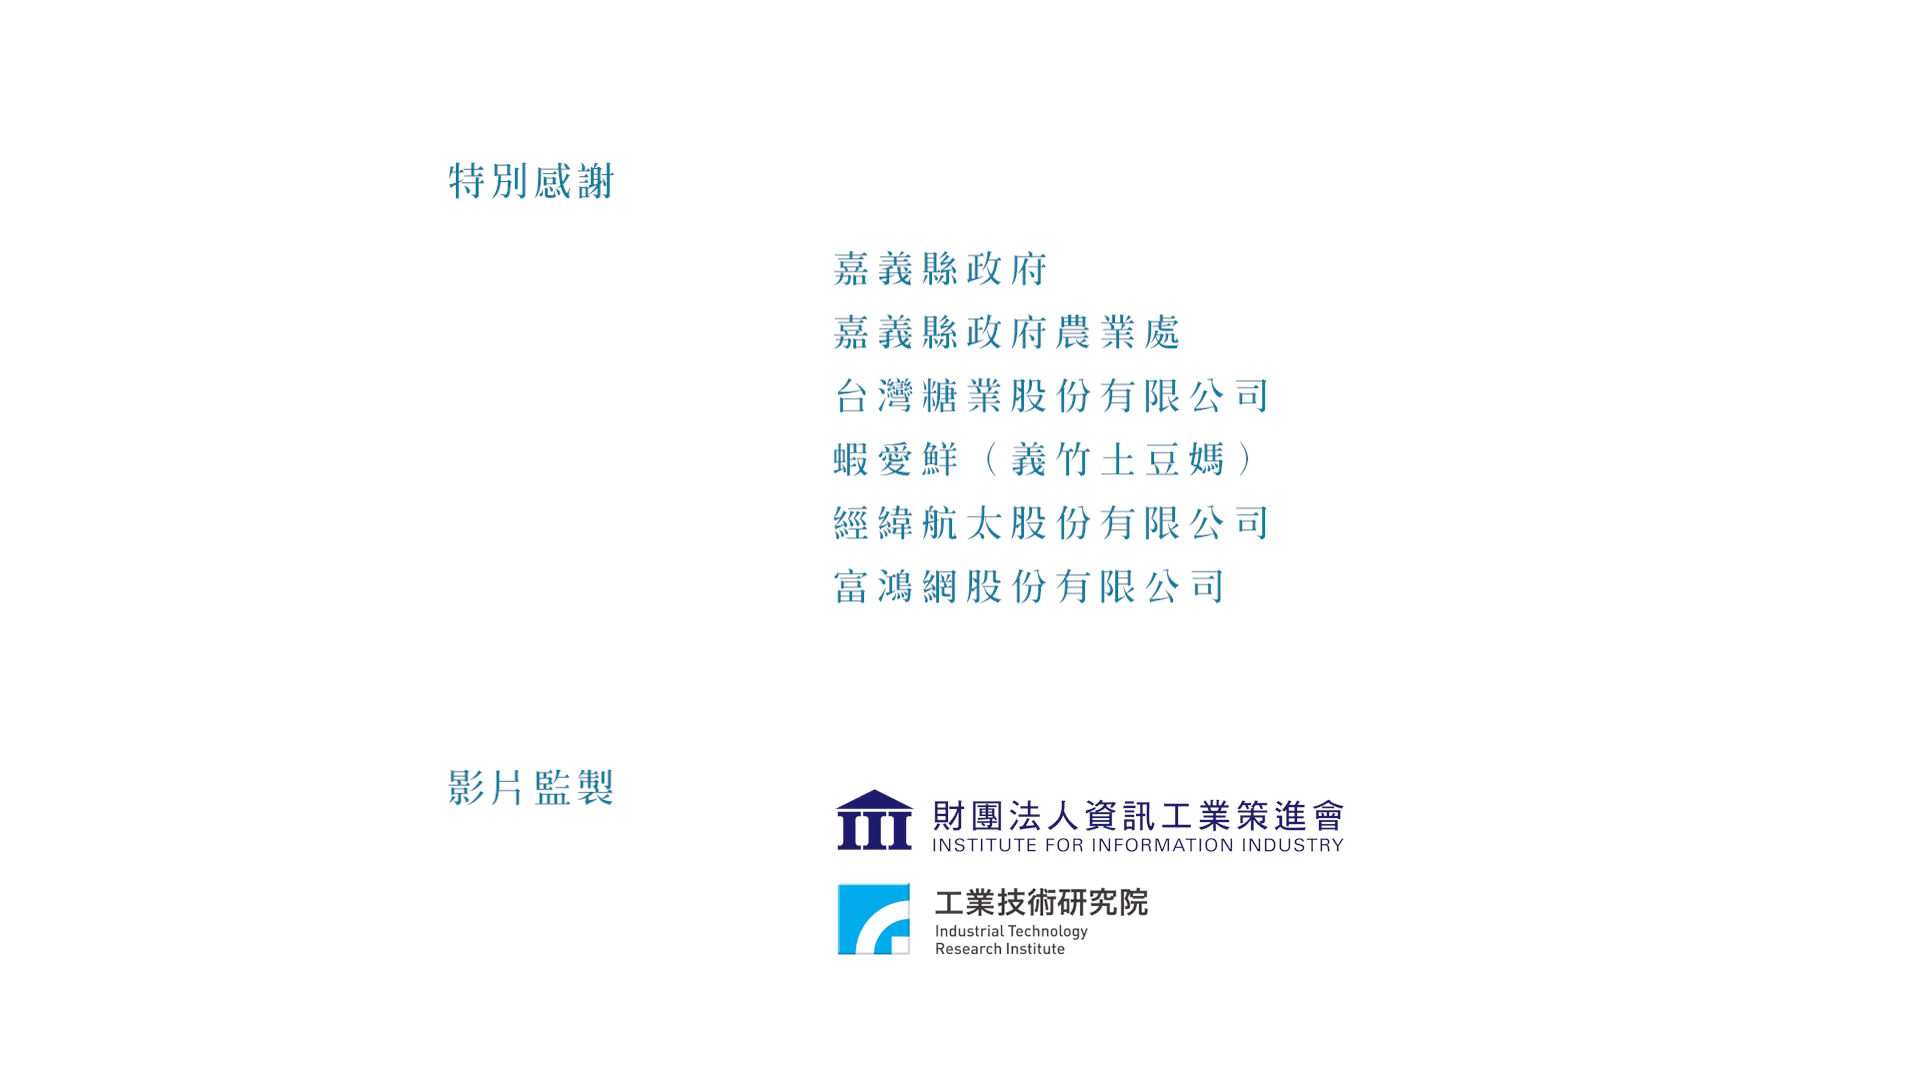 特別感謝
嘉義縣政府
嘉義縣政府農業處
台灣糖業股份有限公司
蝦愛鮮（義竹土豆媽）
經緯航太股份有限公司
富鴻網股份有限公司
影片監製
財團法人資訊工業策進會
INSTITUTE FOR INFORMATION INDUSTRY
工業技術研究院
Industrial Technology
Research Institute